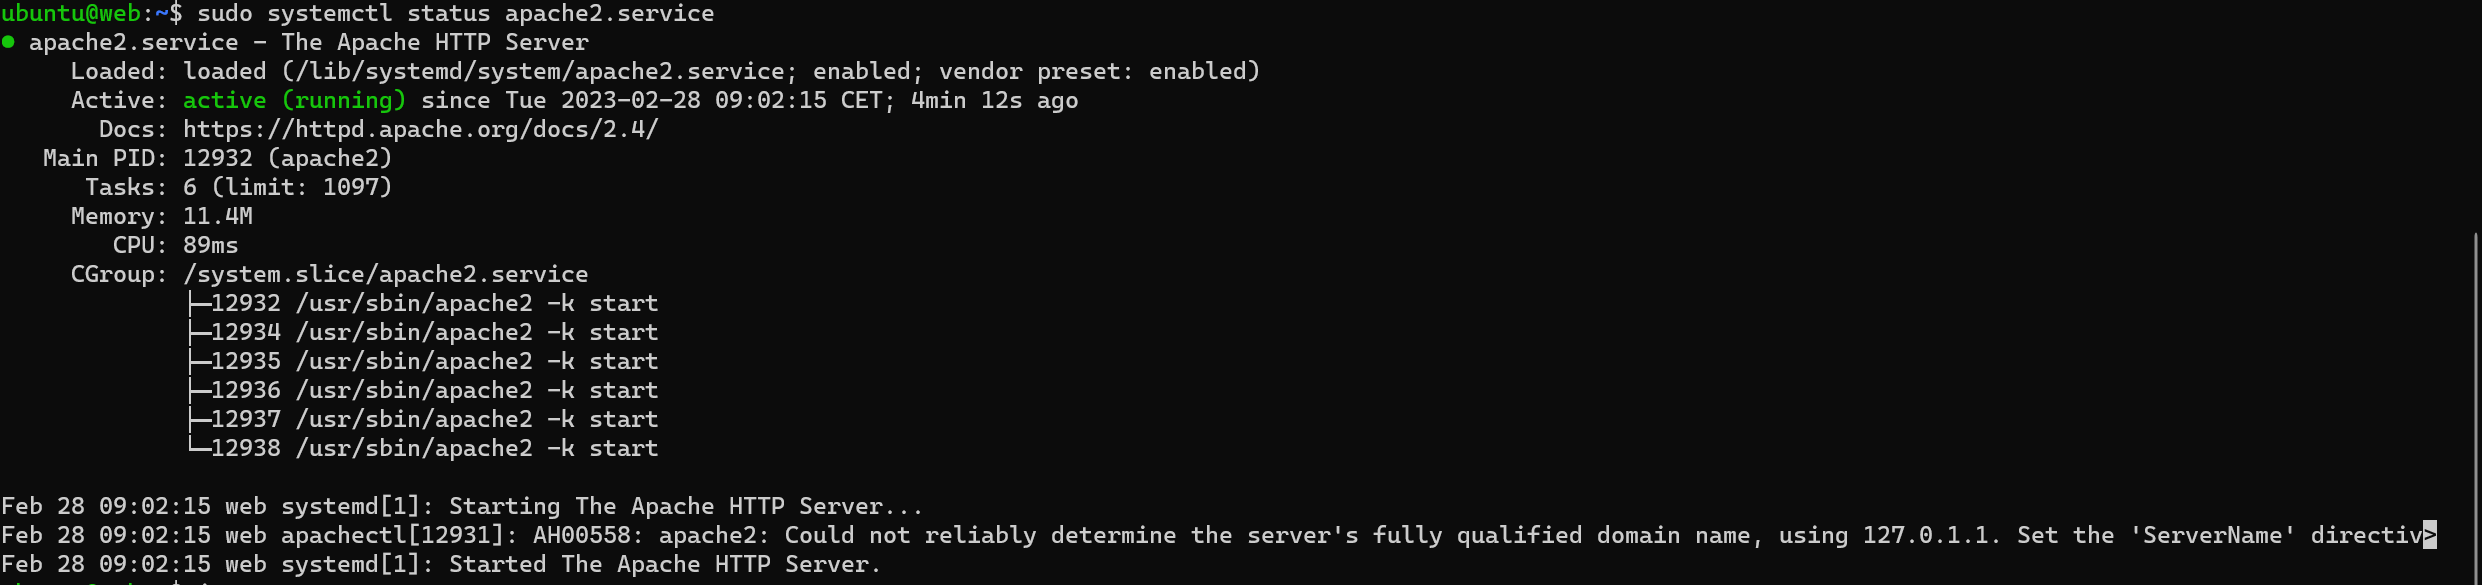 ubuntu@web:~$ sudo systemctl status apache2.service
● apache2.service - The Apache HTTP Server
     Loaded: loaded (/lib/systemd/system/apache2.service; enabled; vendor preset: enabled)
     Active: active (running) since Tue 2023-02-28 09:02:15 CET; 4min 12s ago
       Docs: https://httpd.apache.org/docs/2.4/
   Main PID: 12932 (apache2)
      Tasks: 6 (limit: 1097)
     Memory: 11.4M
        CPU: 89ms
     CGroup: /system.slice/apache2.service
             ├─12932 /usr/sbin/apache2 -k start
             ├─12934 /usr/sbin/apache2 -k start
             ├─12935 /usr/sbin/apache2 -k start
             ├─12936 /usr/sbin/apache2 -k start
             ├─12937 /usr/sbin/apache2 -k start
             └─12938 /usr/sbin/apache2 -k start
Feb 28 09:02:15 web systemd[1]: Starting The Apache HTTP Server...
Feb 28 09:02:15 web apachectl[12931]: AH00558: apache2: Could not reliably determine the server's fully qualified domain name, using 127.0.1.1. Set the 'ServerName' directiv>
Feb 28 09:02:15 web systemd[1]: Started The Apache HTTP Server.